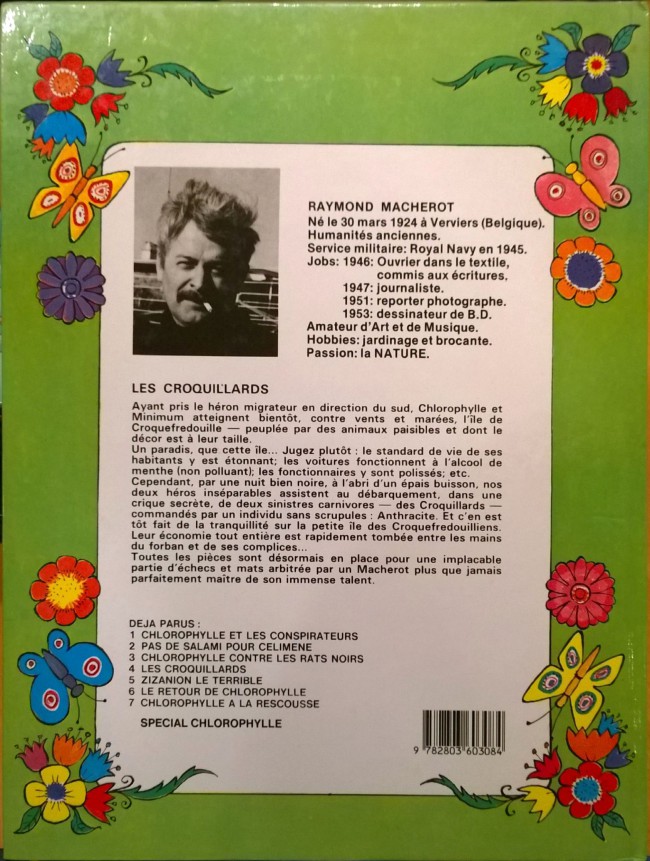 RAYMOND MACHEROT
Né le 30 mars 1924 à Verviers (Belgique).
Humanités anciennes.
Service militaire: Royal Navy en 1945.
Jobs: 1946: Ouvrier dans le textile,
commis aux écritures,
1947: journaliste.
1951: reporter photographe.
1953: dessinateur de B.D.
Amateur d'Art et de Musique.
Hobbies: jardinage et brocante.
Passion: la NATURE.
LES CROQUILLARDS
Ayant pris le héron migrateur en direction du sud, Chlorophylle et
Minimum atteignent bientôt, contre vents et marées, l'île de
Croquefredouille — peuplée par des animaux paisibles et dont le
décor est à leur taille.
Un paradis, que cette île... Jugez plutôt : le standard de vie de ses
habitants y est étonnant; les voitures fonctionnent à l'alcool de
menthe (non polluant); les fonctionnaires y sont polissés; etc.
Cependant, par une nuit bien noire, à l'abri d'un épais buisson, nos
deux héros inséparables assistent au débarquement, dans une
crique secrète, de deux sinistres carnivores — des Croquillards —
commandés par un individu sans scrupules : Anthracite. Et c'en est
tôt fait de la tranquillité sur la petite île des Croquefredouilliens.
Leur économie tout entière est rapidement tombée entre les mains
du forban et de ses complices...
Toutes les pièces sont désormais en place pour une implacable
partie d'échecs et mats arbitrée par un Macherot plus que jamais
parfaitement maître de son immense talent.
DEJA PARUS :
1 CHLOROPHYLLE ET LES CONSPIRATEURS
2 PAS DE SALAMI POUR CELIMENE
3 CHLOROPHYLLE CONTRE LES RATS NOIRS
4 LES CROQUILLARDS
5 ZIZANION LE TERRIBLE
6 LE RETOUR DE CHLOROPHYLLE
7 CHLOROPHYLLE A LA RESCOUSSE
SPECIAL CHLOROPHYLLE
9 782803 603084